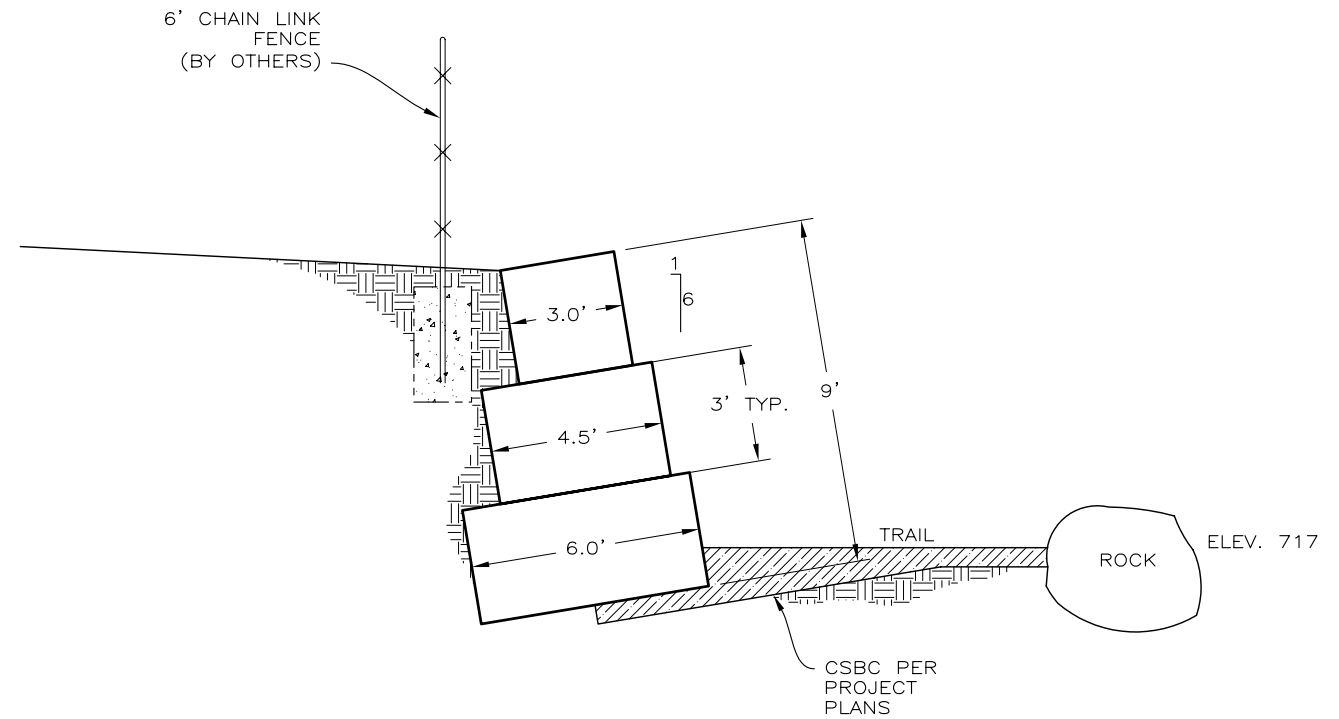 6' CHAIN LINK
FENCE
(BY OTHERS)
1
6
3.0'
3' TYP.
9'
4.5'
6.0'
TRAIL
ROCK
ELEV. 717
CSBC PER
PROJECT
PLANS